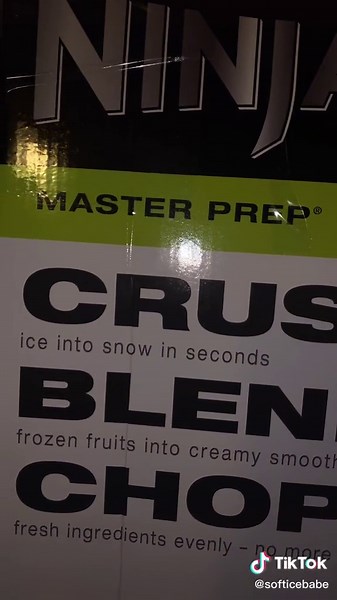 NINJ
MASTER PREP®
CRUS
ice into snow in seconds
BLEN
frozen fruits into creamy smooth
CHOP
fresh ingredients evenly – no more
TikTok
@softicebabe